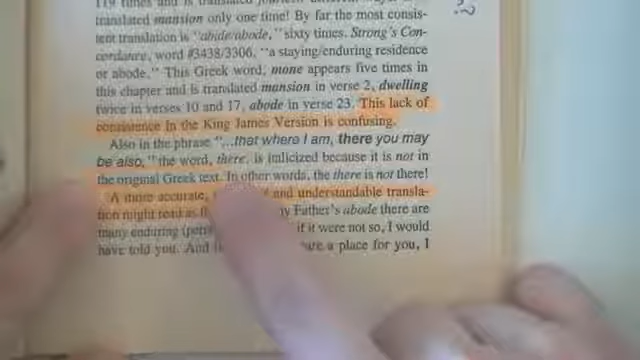 119 times and is translated
translated mansion only one time! By far the most consis-
tent translation is "abide/abode," sixty times. Strong's Con-
cordance, word #3438/3306, "a staying/enduring residence
or abode." This Greek word, mone appears five times in
this chapter and is translated mansion in verse 2, dwelling
twice in verses 10 and 17, abode in verse 23. This lack of
consistence In the King James Version is confusing.
Also in the phrase "...that where I am, there you may
be also," the word, there, is italicized because it is not in
the original Greek text. In other words, the there is not there!
A more accurate, and understandable transla-
tion might read as my Father's abode there are
many enduring if it were not so, I would
have told you. And a place for you, I